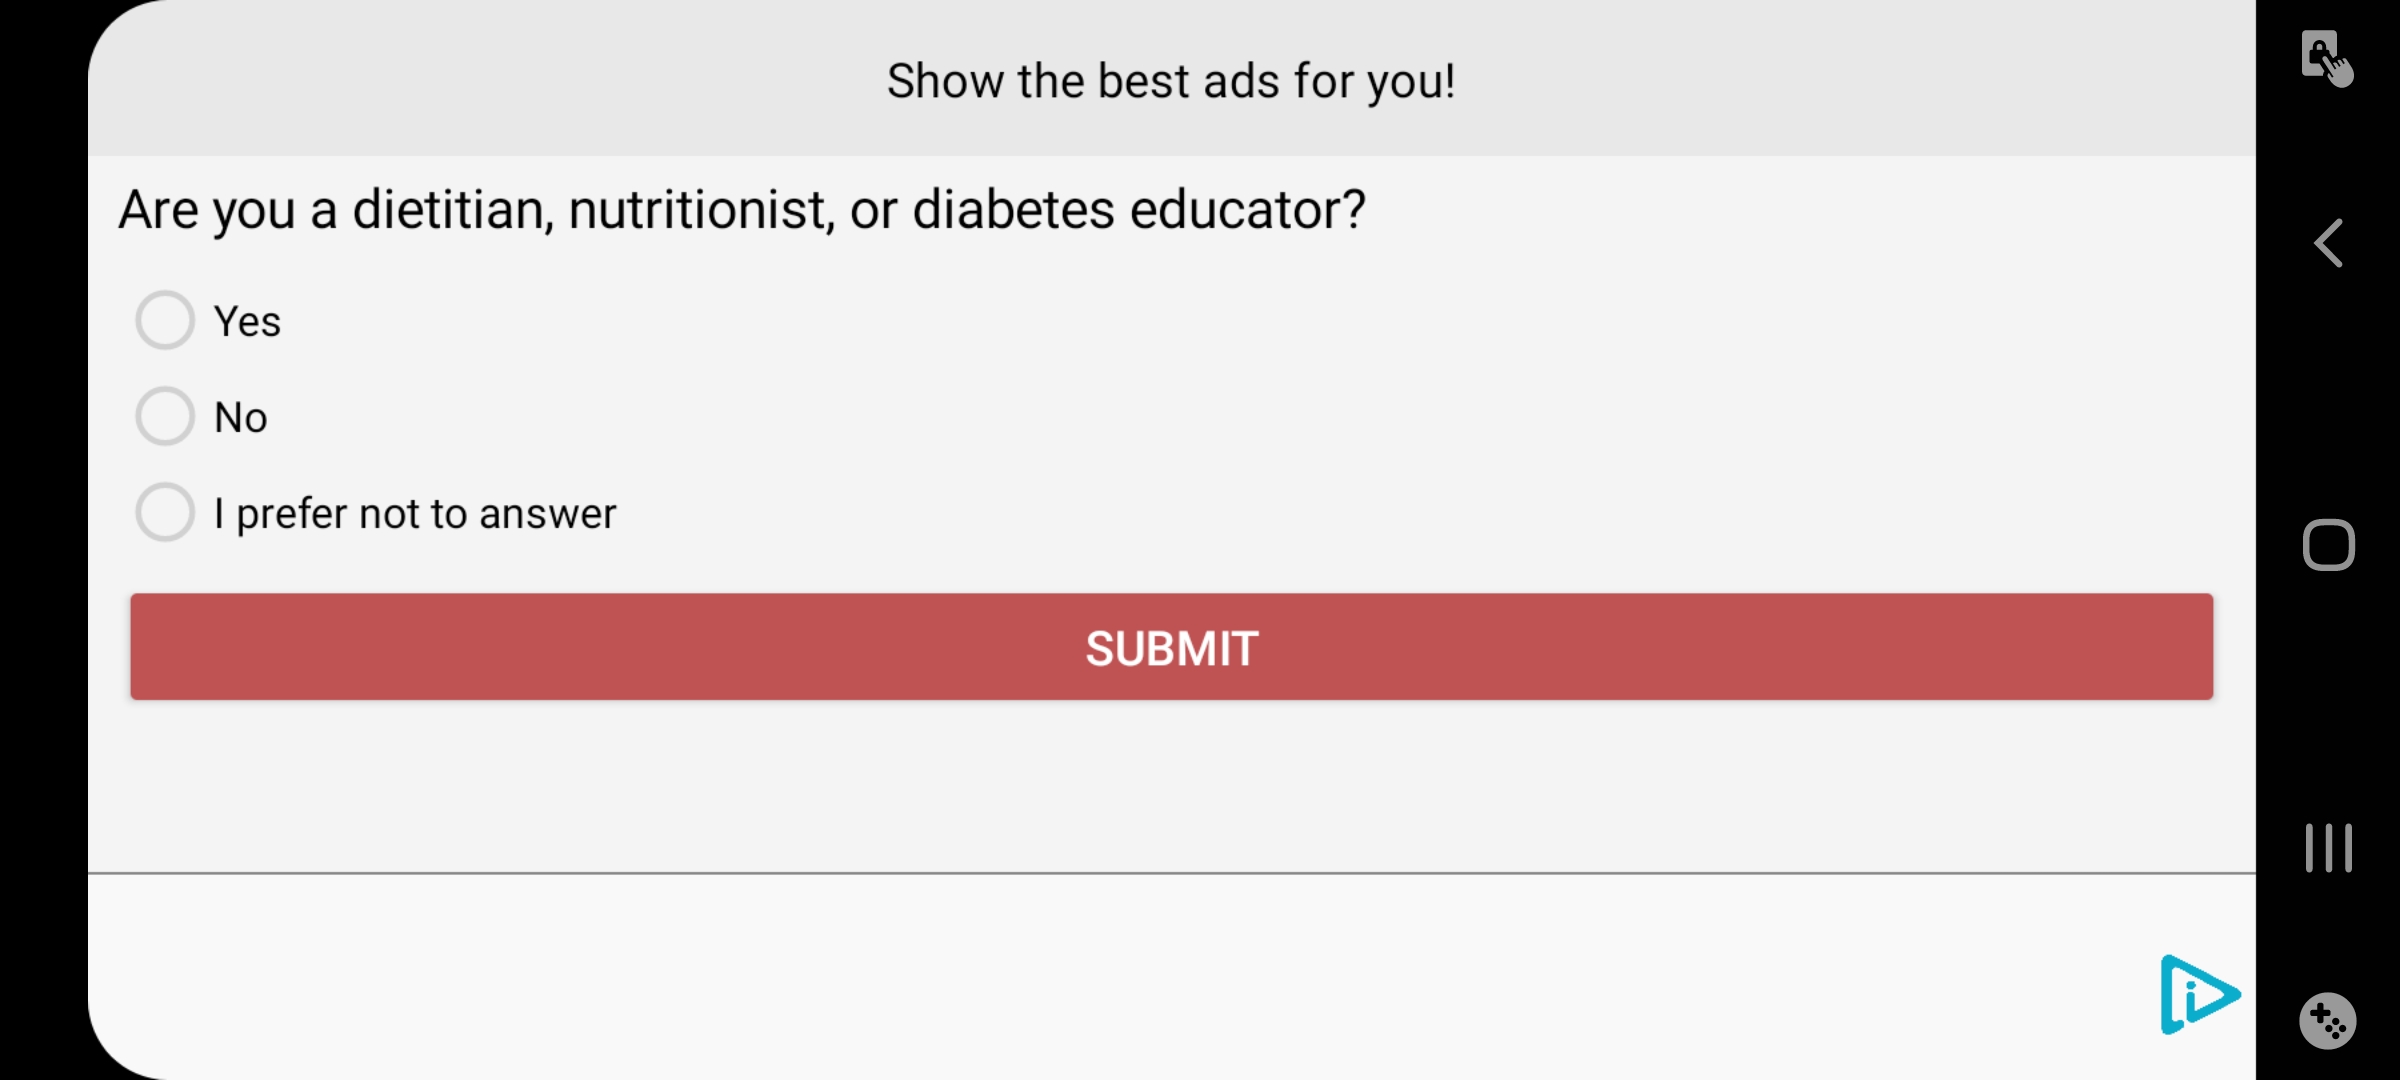 Show the best ads for you!
Are you a dietitian, nutritionist, or diabetes educator?
Yes
No
I prefer not to answer
SUBMIT